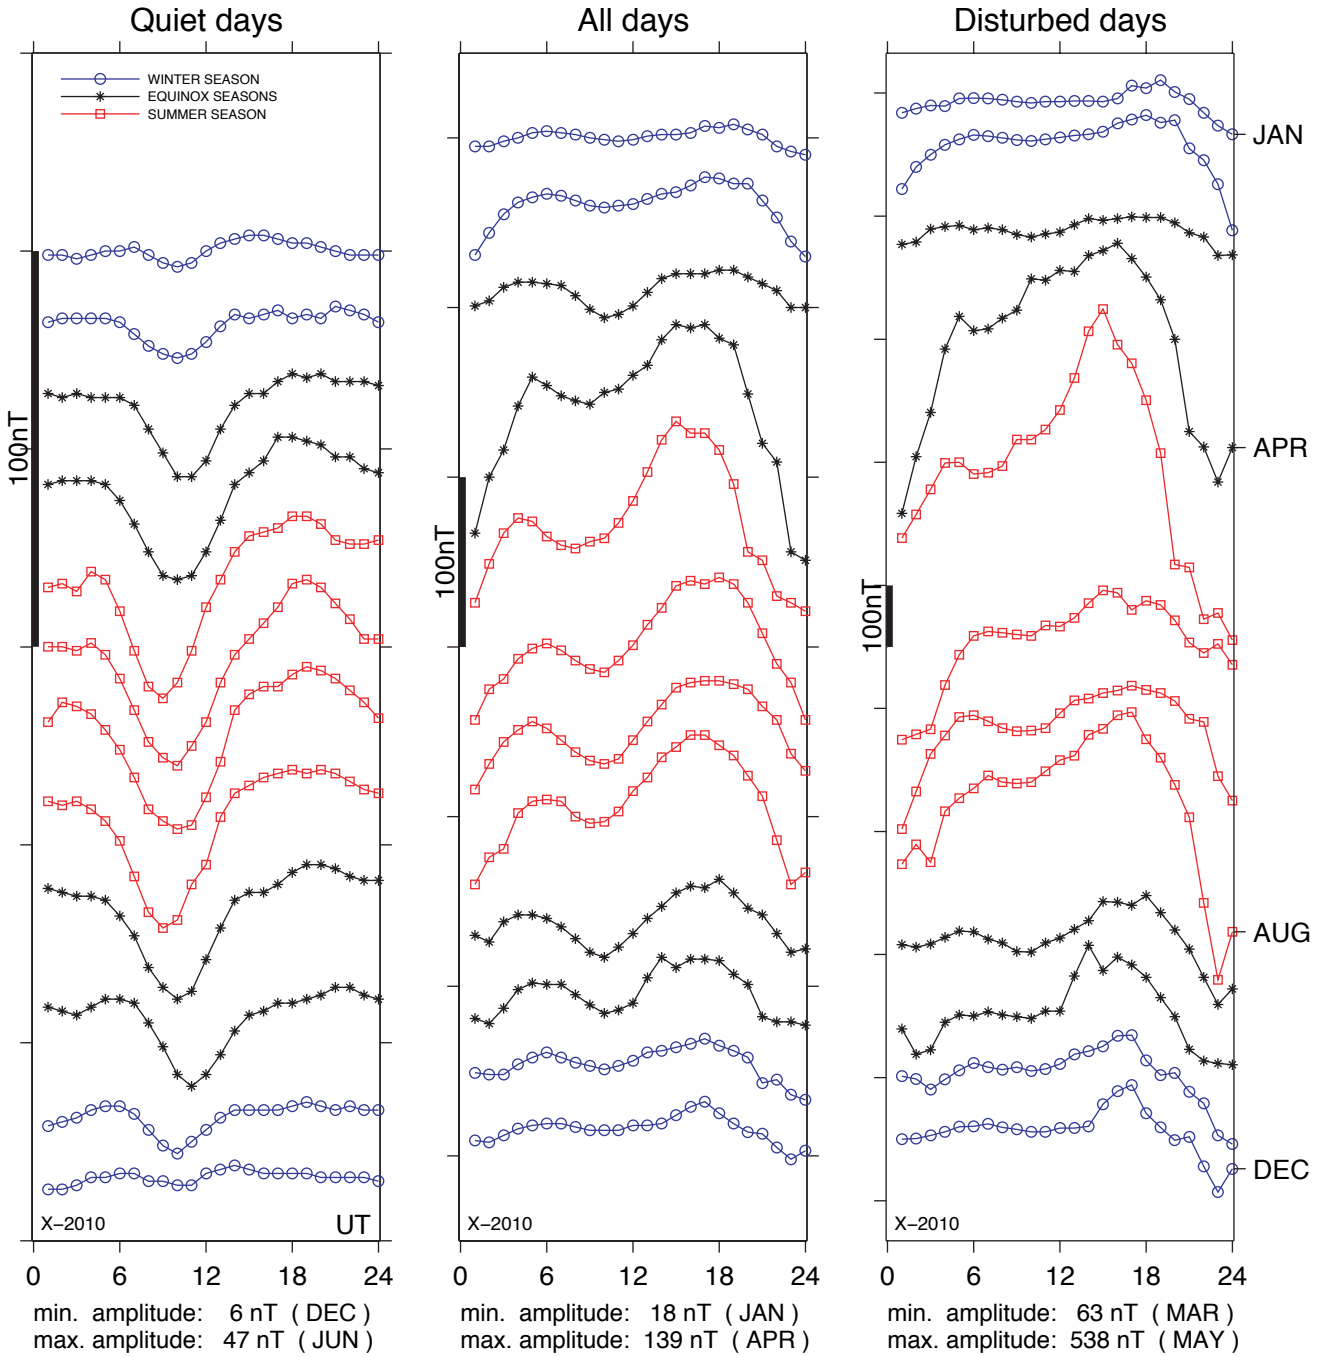 Quiet days
All days
Disturbed days
0 6 12 18 24
0 6 12 18 24
0 6 12 18 24
WINTER SEASON
EQUINOX SEASONS
SUMMER SEASON
100nT
100nT
100nT
JAN
APR
AUG
DEC
X-2010
UT
X-2010
X-2010
min. amplitude: 6 nT ( DEC )
max. amplitude: 47 nT ( JUN )
min. amplitude: 18 nT ( JAN )
max. amplitude: 139 nT ( APR )
min. amplitude: 63 nT ( MAR )
max. amplitude: 538 nT ( MAY )